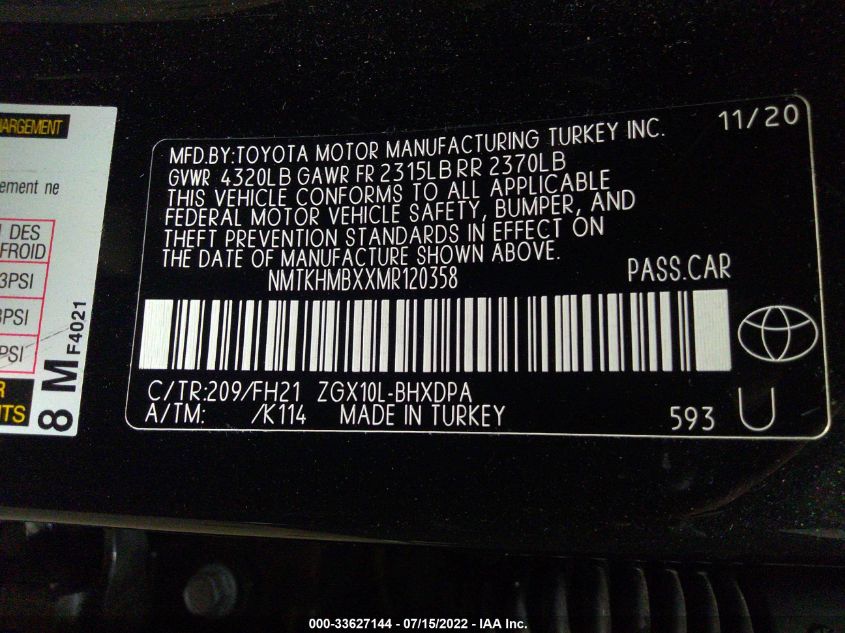 HARGEMENT
ement ne
DES
FROID
3PSI
3PSI
PSI
R
ITS
8 M F4021
11/20
MFD.BY:TOYOTA MOTOR MANUFACTURING TURKEY INC.
GVWR 4320LB GAWR FR 2315LB RR 2370LB
THIS VEHICLE CONFORMS TO ALL APPLICABLE
FEDERAL MOTOR VEHICLE SAFETY, BUMPER, AND
THEFT PREVENTION STANDARDS IN EFFECT ON
THE DATE OF MANUFACTURE SHOWN ABOVE.
NMTKHMBXXMR120358 PASS.CAR
C/TR:209/FH21 ZGX10L-BHXDPA
A/TM: /K114 MADE IN TURKEY 593 U
000-33627144 - 07/15/2022 - IAA Inc.